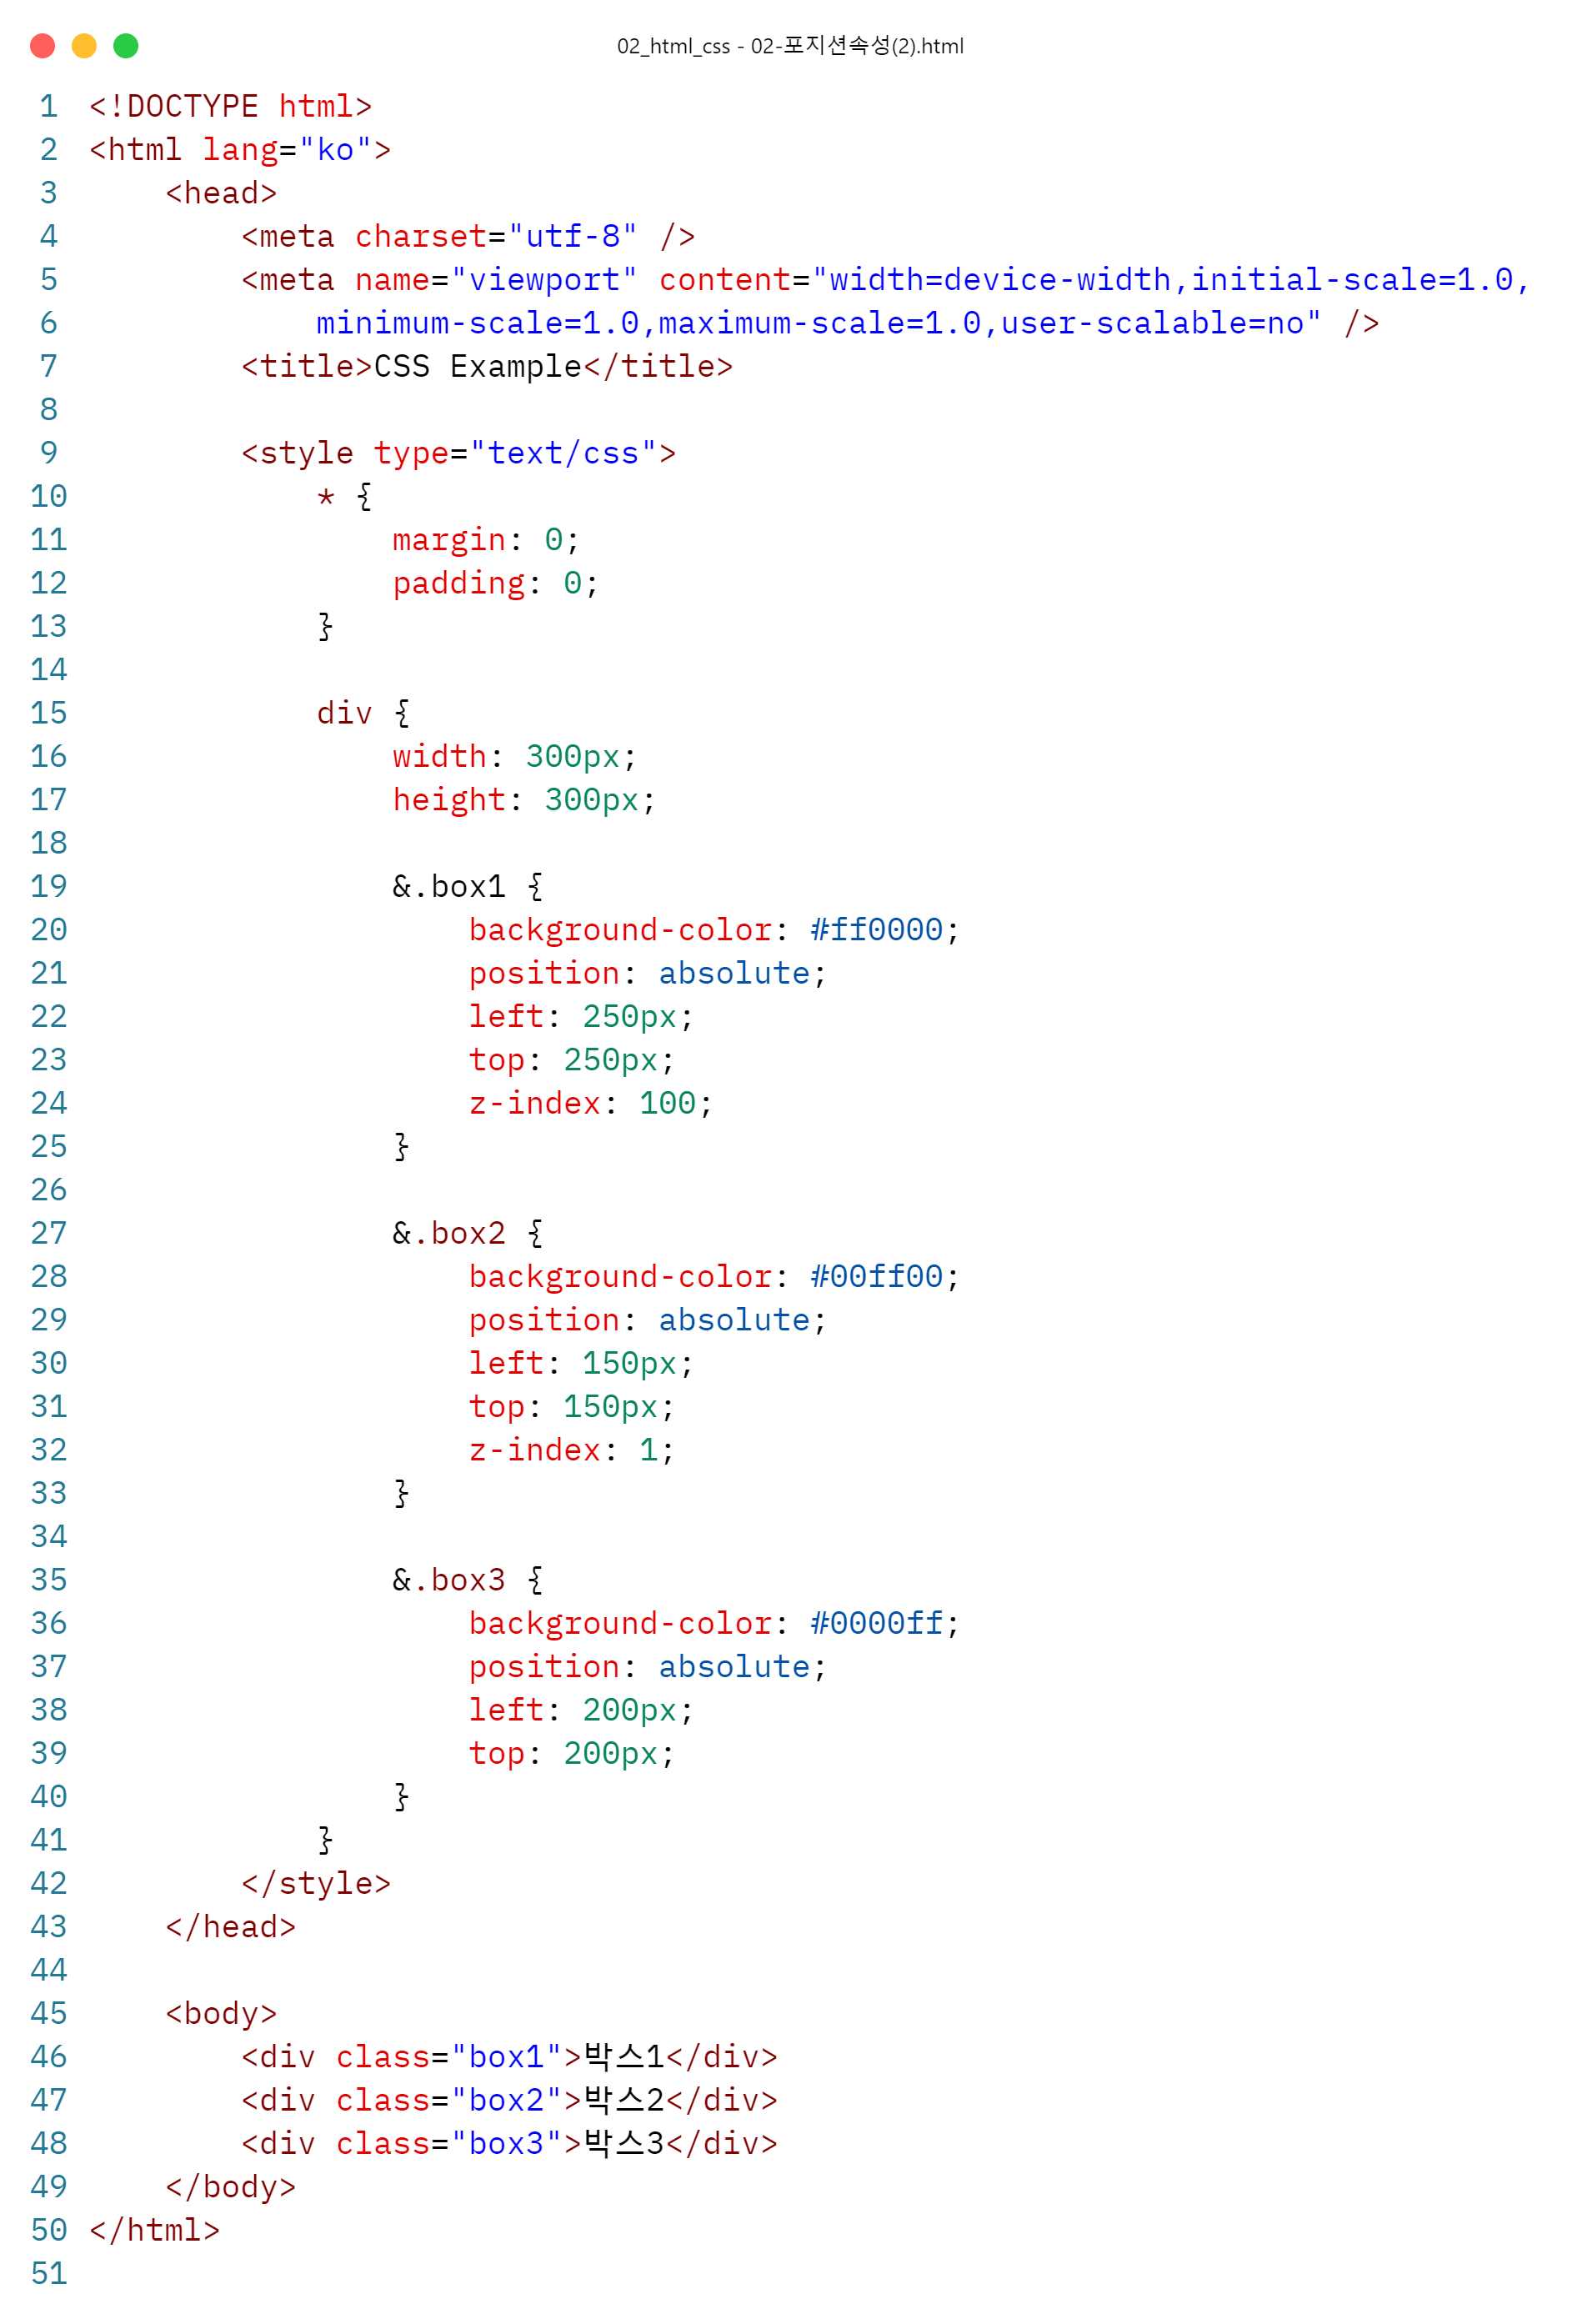 02_html_css - 02-포지션속성(2).html
1 <!DOCTYPE html>
2 <html lang="ko">
3     <head>
4         <meta charset="utf-8" />
5         <meta name="viewport" content="width=device-width,initial-scale=1.0,
6             minimum-scale=1.0,maximum-scale=1.0,user-scalable=no" />
7         <title>CSS Example</title>
8
9         <style type="text/css">
10             * {
11                 margin: 0;
12                 padding: 0;
13             }
14
15             div {
16                 width: 300px;
17                 height: 300px;
18
19                 &.box1 {
20                     background-color: #ff0000;
21                     position: absolute;
22                     left: 250px;
23                     top: 250px;
24                     z-index: 100;
25                 }
26
27                 &.box2 {
28                     background-color: #00ff00;
29                     position: absolute;
30                     left: 150px;
31                     top: 150px;
32                     z-index: 1;
33                 }
34
35                 &.box3 {
36                     background-color: #0000ff;
37                     position: absolute;
38                     left: 200px;
39                     top: 200px;
40                 }
41             }
42         </style>
43     </head>
44
45     <body>
46         <div class="box1">박스1</div>
47         <div class="box2">박스2</div>
48         <div class="box3">박스3</div>
49     </body>
50 </html>
51